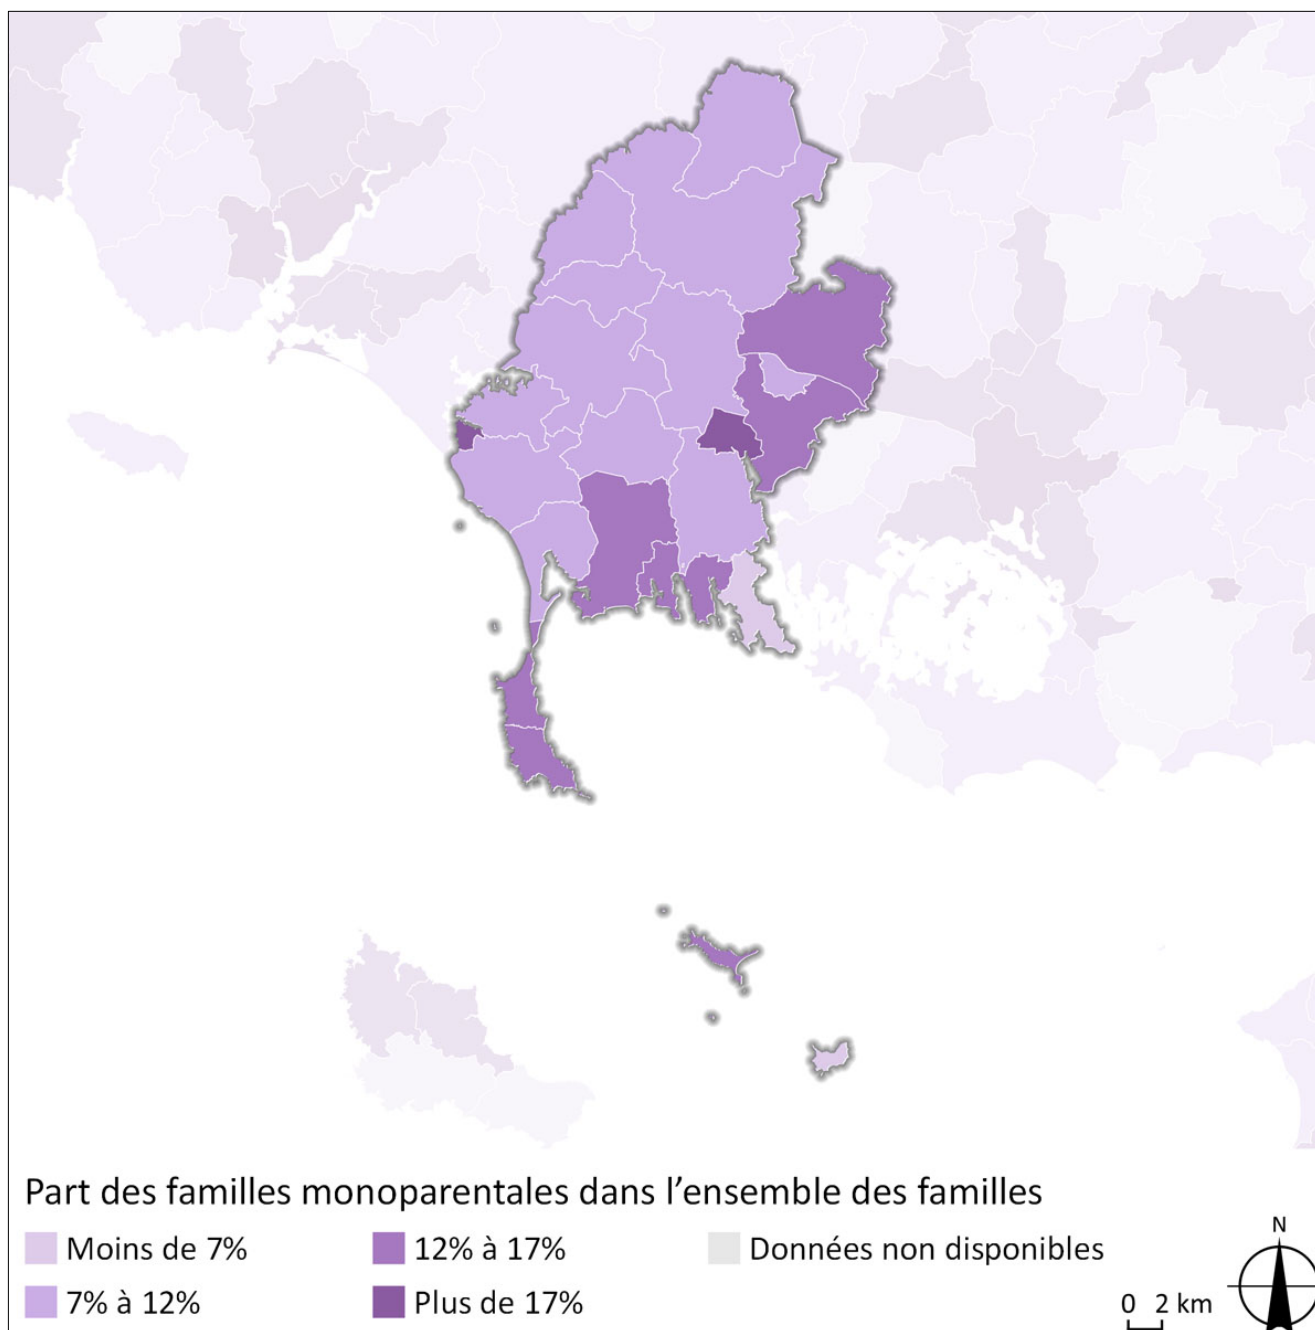 Part des familles monoparentales dans l’ensemble des familles
Moins de 7%
12% à 17%
Données non disponibles
7% à 12%
Plus de 17%
0 2 km
N